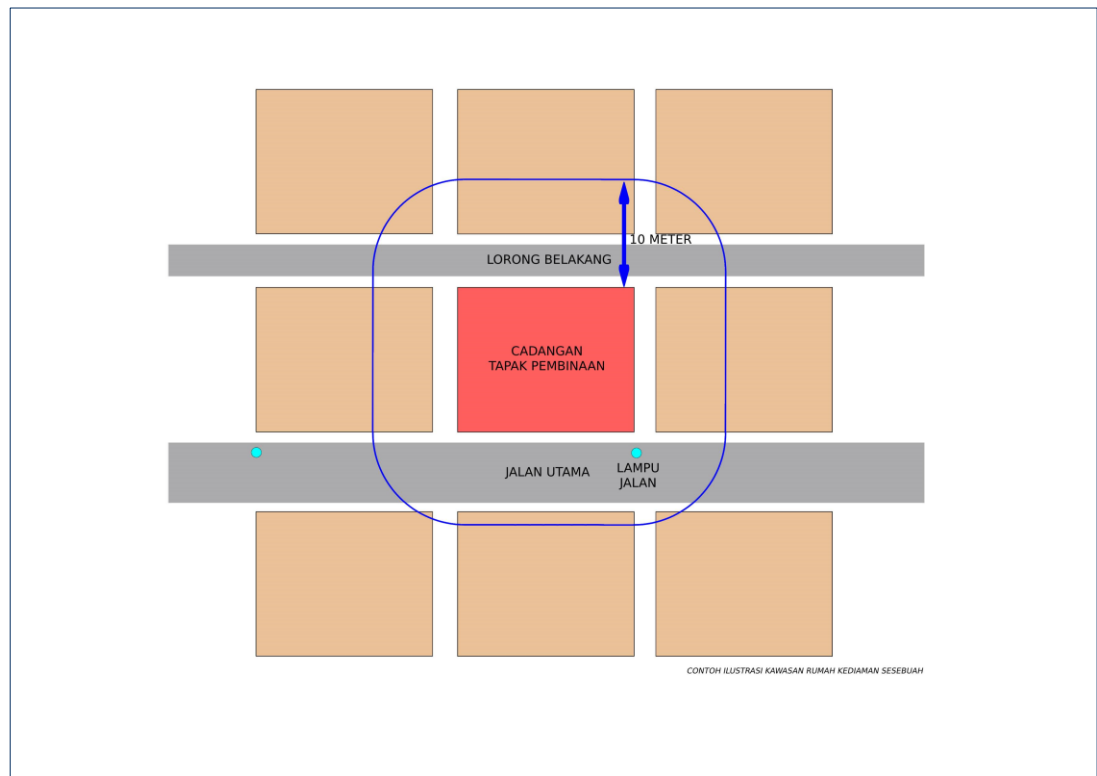 10 METER
LORONG BELAKANG
CADANGAN
TAPAK PEMBINAAN
JALAN UTAMA
LAMPU
JALAN
CONTOH ILUSTRASI KAWASAN RUMAH KEDIAMAN SESEBUAH